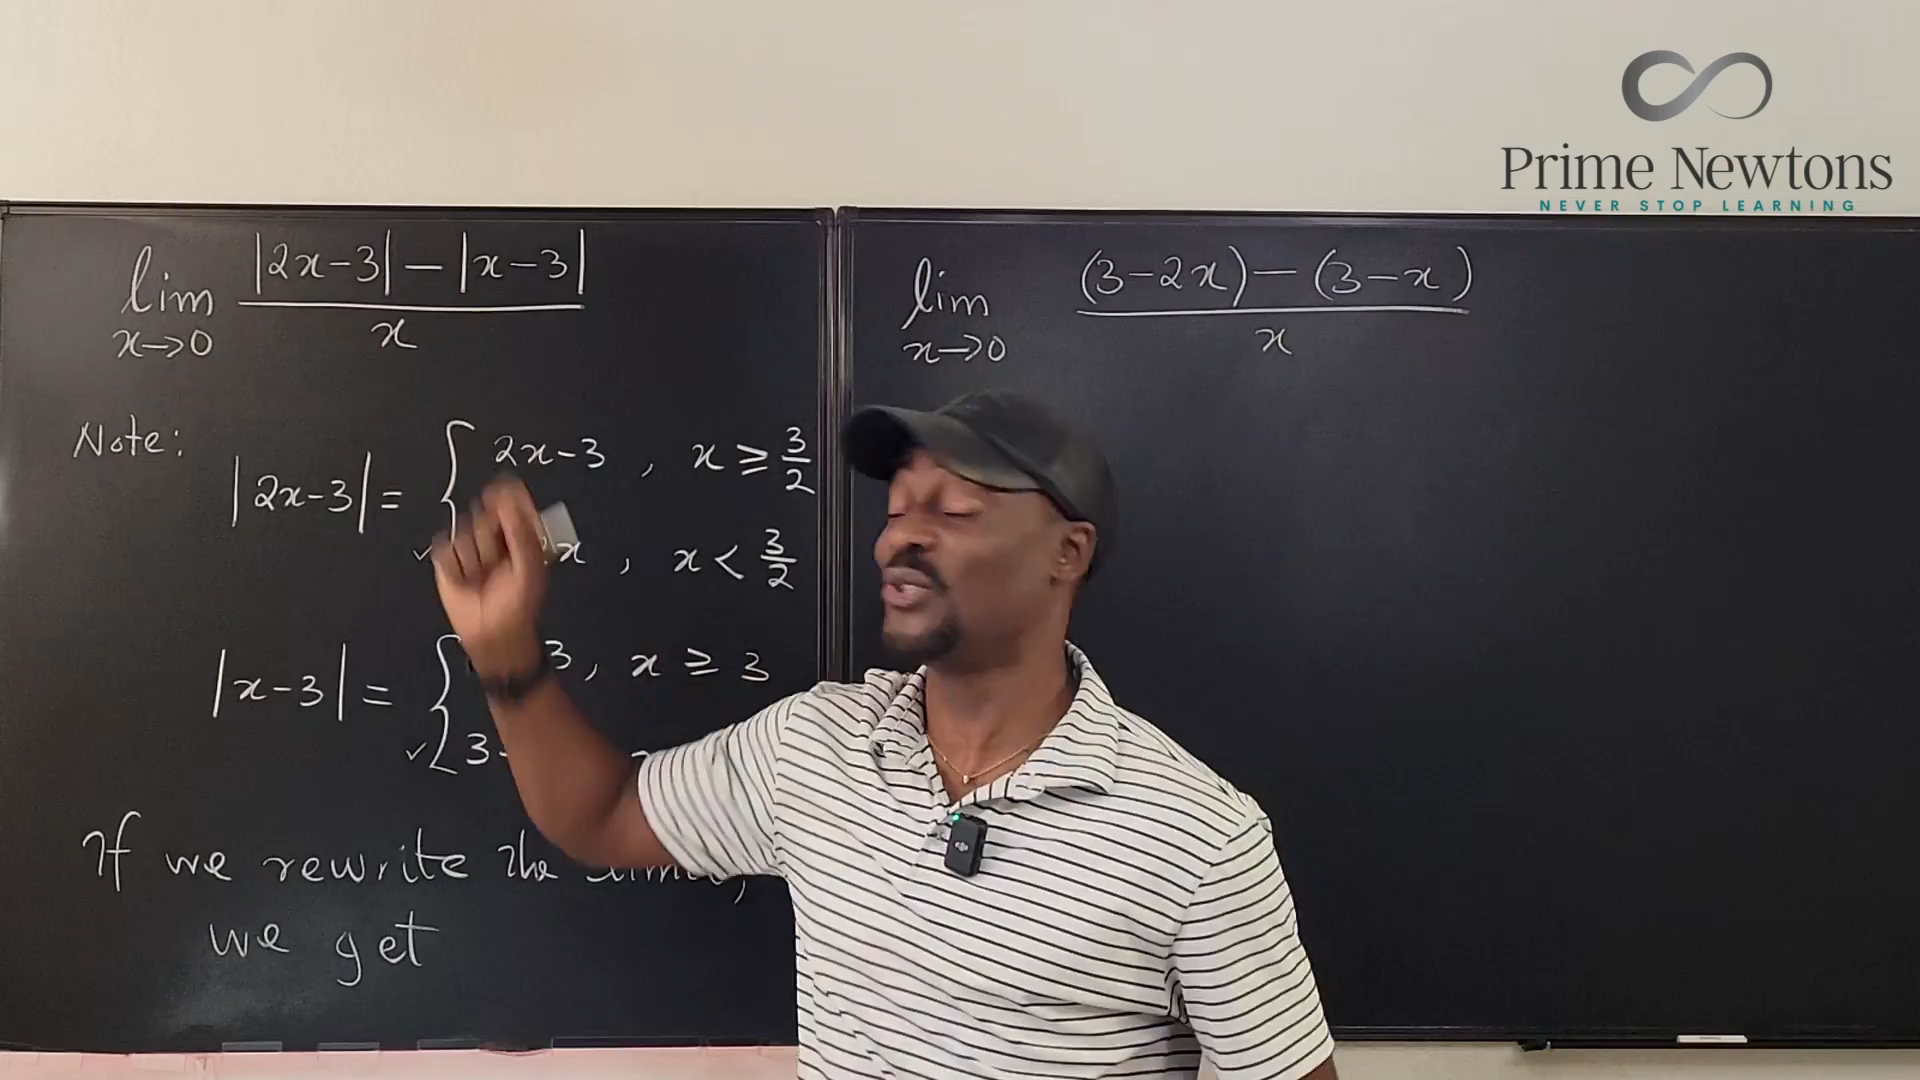 Prime Newtons
NEVER STOP LEARNING
lim x→0 |2x-3| - |x-3| / x
Note:
|2x-3| = { 2x-3 , x ≥ 3/2
x , x < 3/2
|x-3| = { 3 , x ≥ 3
3-
If we rewrite the
we get
lim x→0 (3-2x) - (3-x) / x